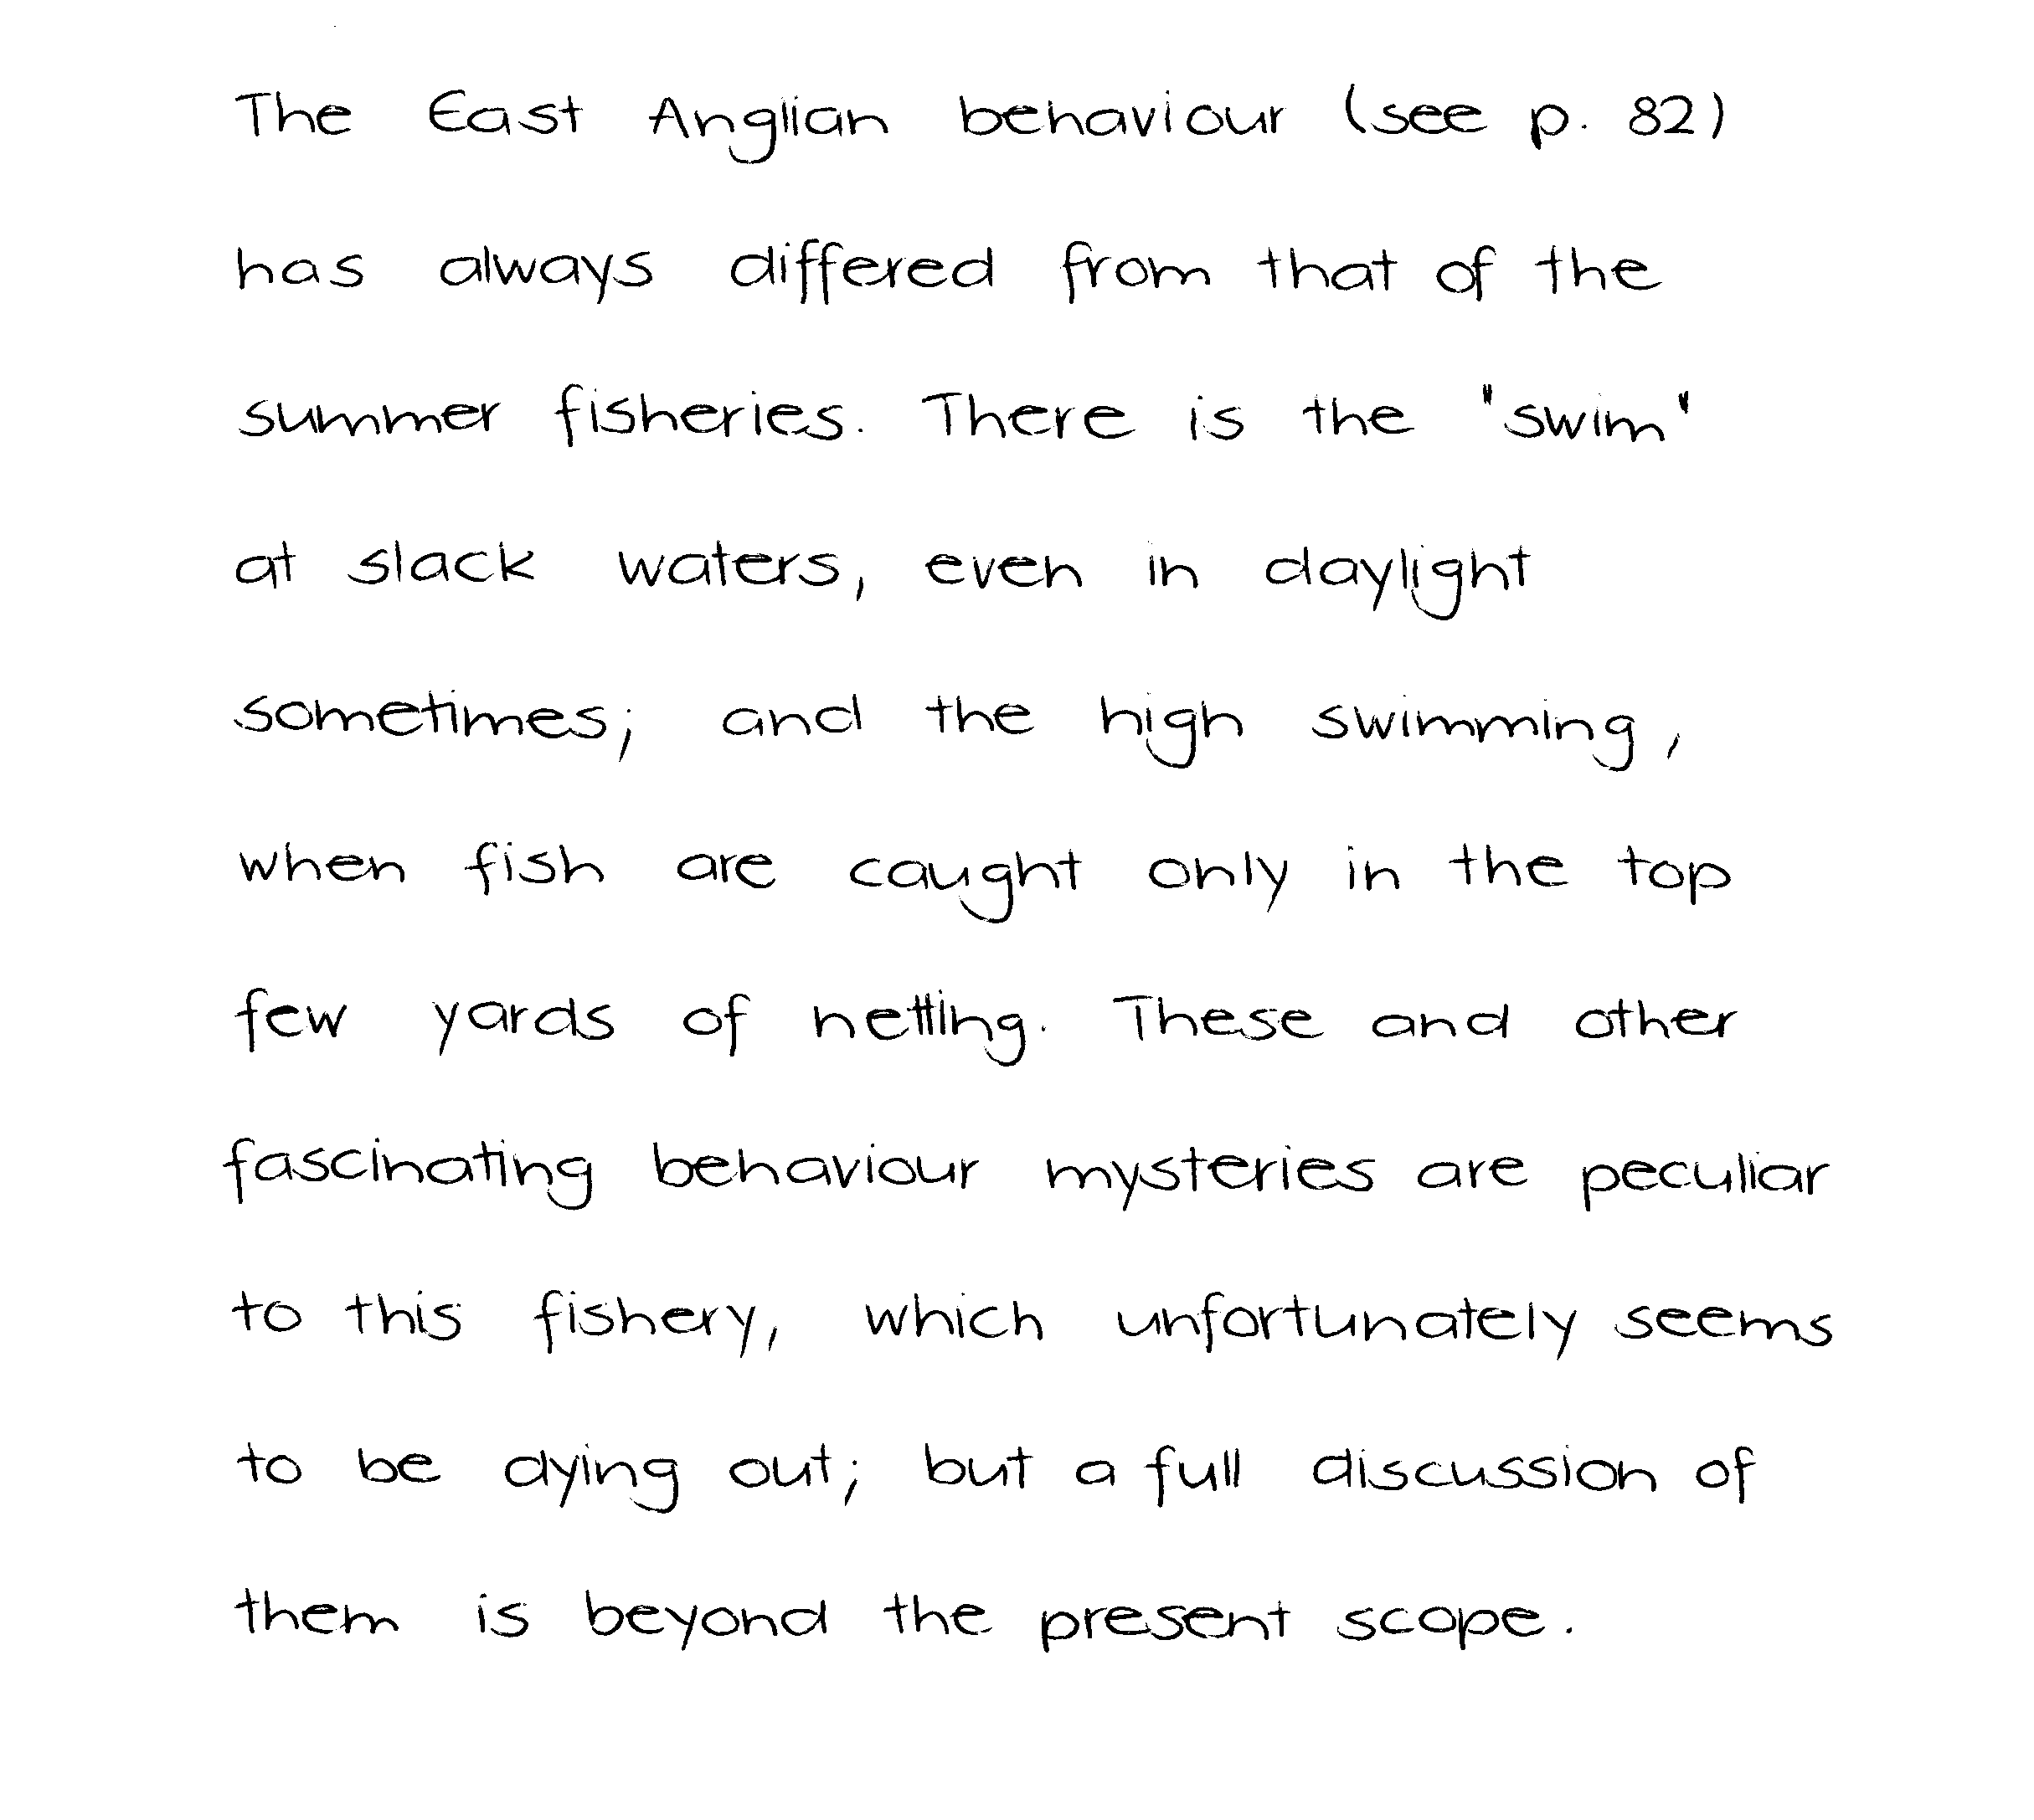 The East Anglian behaviour (see p. 82)
has always differed from that of the
summer fisheries. There is the "swim"
at slack waters, even in daylight
sometimes; and the high swimming,
when fish are caught only in the top
few yards of netting. These and other
fascinating behaviour mysteries are peculiar
to this fishery, which unfortunately seems
to be dying out; but a full discussion of
them is beyond the present scope.